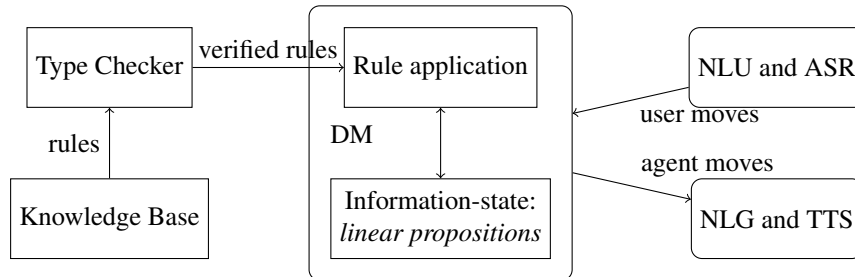 Type Checker
verified rules
Rule application
NLU and ASR
user moves
rules
DM
agent moves
Knowledge Base
Information-state:
linear propositions
NLG and TTS